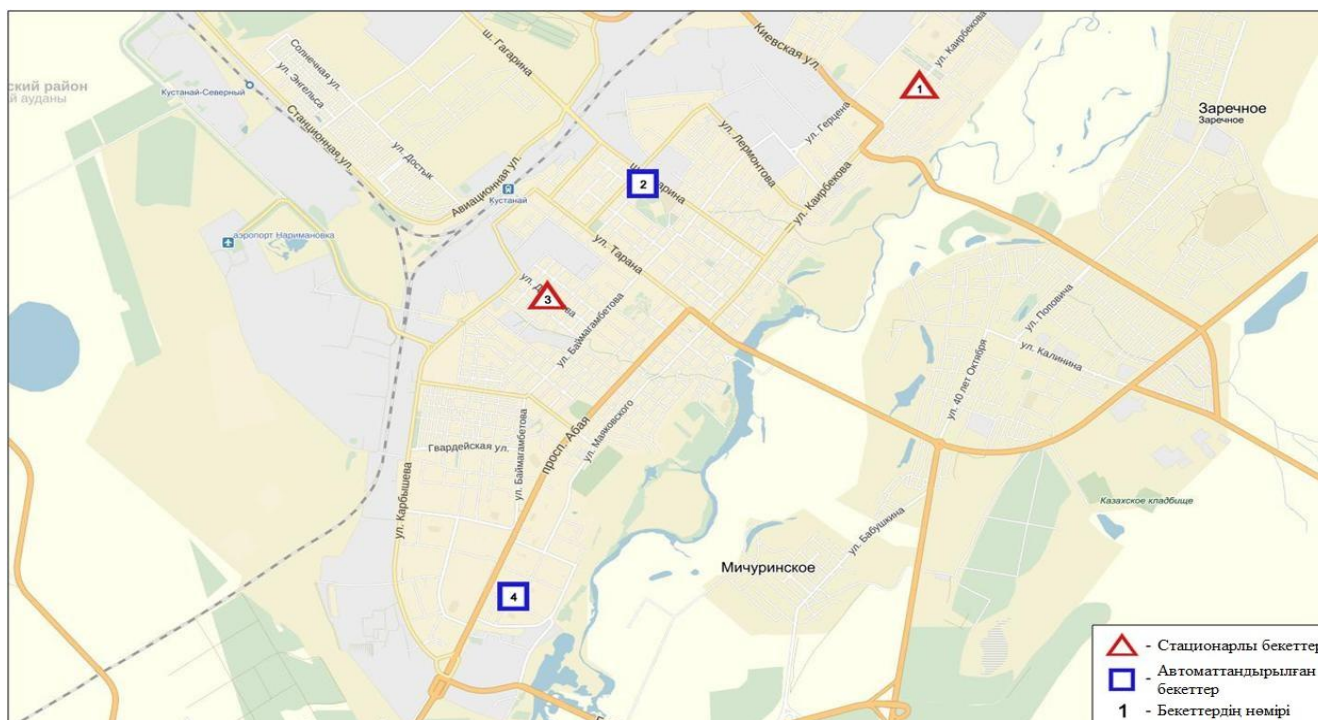 Киевская ул.
ул. Каирбекова
ш. Гагарина
Солнечная ул.
ул. Энгельса
ский район
й ауданы
Кустанай-Северный
1
Заречное
Заречное
Станционная ул.
ул. Достык
ул. Лермонтова
ул. Герцена
Авиационная ул.
Кустанай
2
ул. Каирбекова
аэропорт Наримановка
ул. Тарана
3
ул. Баймагамбетова
ул. Поповича
ул. Калинина
ул. 40 лет Октября
Гвардейская ул.
ул. Баймагамбетова
просп. Абая
ул. Маяковского
ул. Карбышева
Казахское кладбище
ул. Бабушкина
Мичуринское
4
- Стационарлы бекеттер
- Автоматтандырылған
бекеттер
1 - Бекеттердің нөмірі